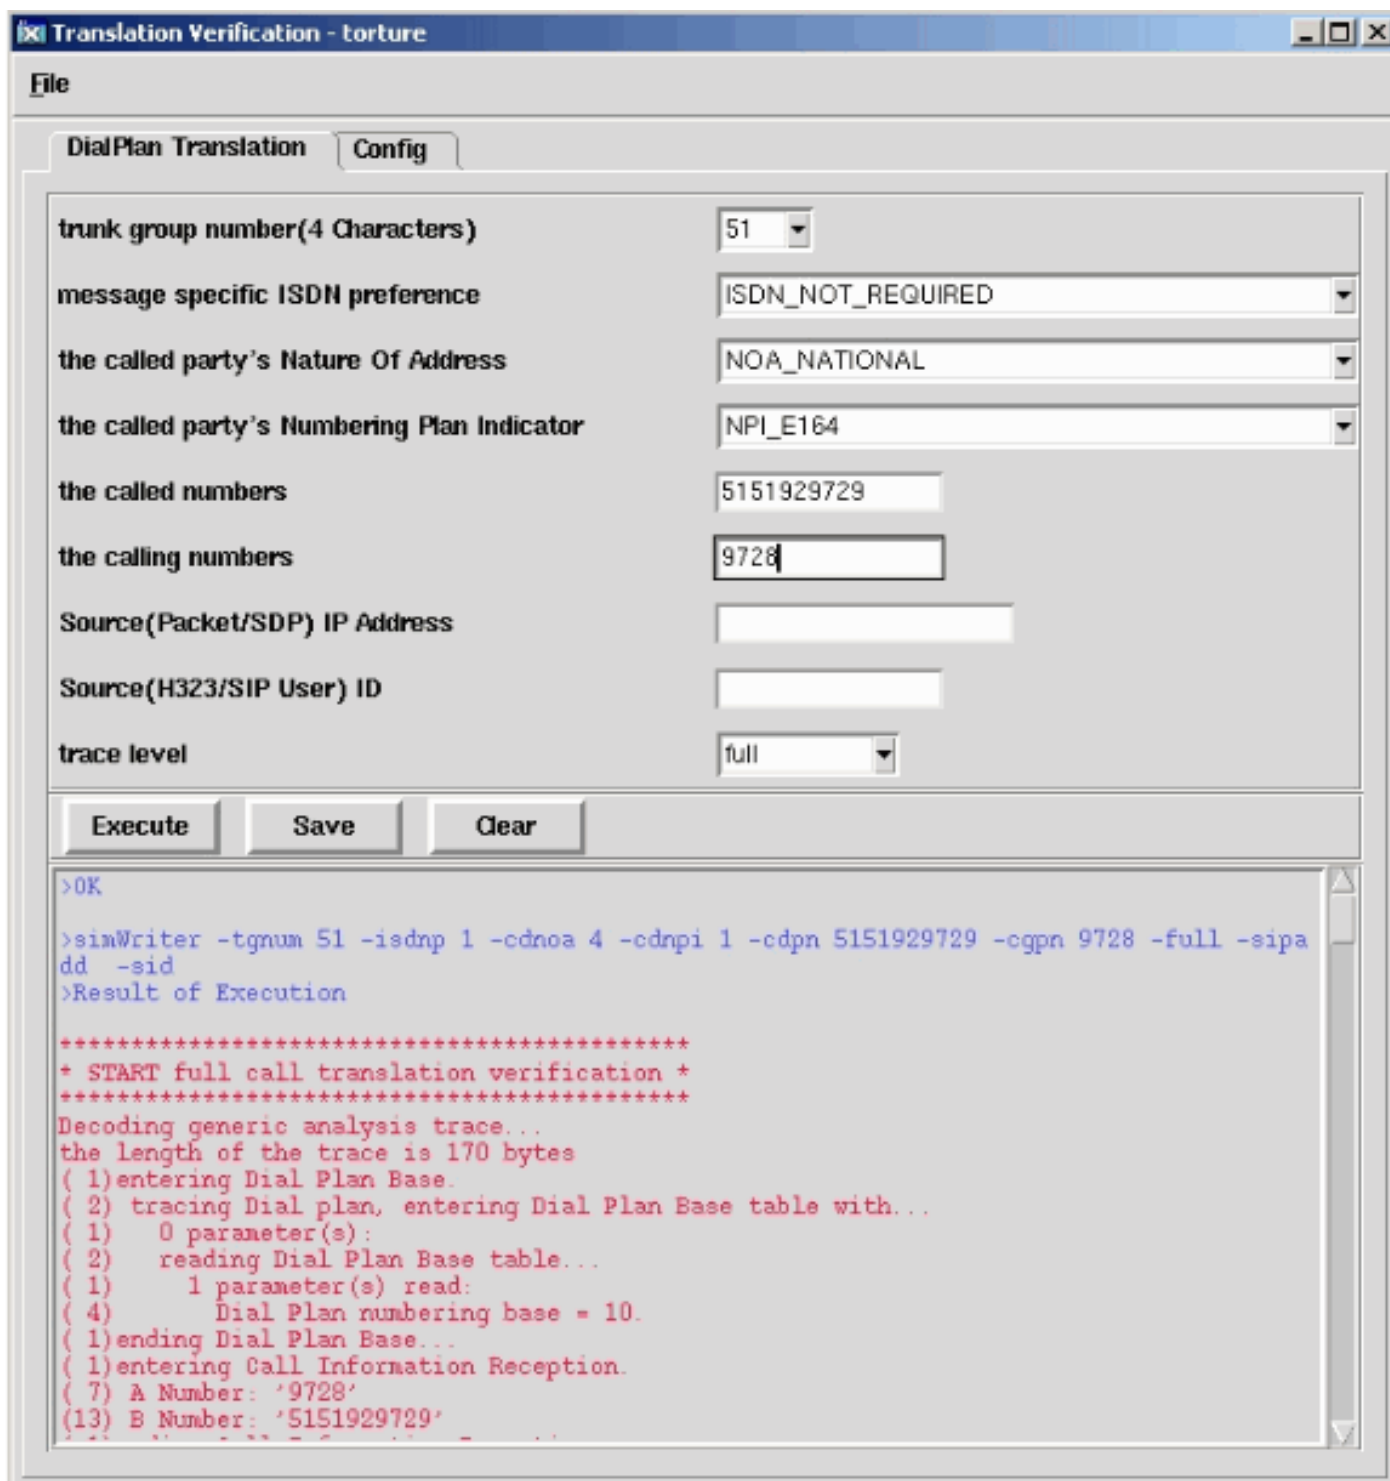 Translation Verification - torture
File
DialPlan Translation Config
trunk group number(4 Characters) 51
message specific ISDN preference ISDN_NOT_REQUIRED
the called party's Nature Of Address NOA_NATIONAL
the called party's Numbering Plan Indicator NPI_E164
the called numbers 5151929729
the calling numbers 9728
Source(Packet/SDP) IP Address
Source(H323/SIP User) ID
trace level full
Execute Save Clear
>OK
>simWriter -tgnum 51 -isdnp 1 -cdnoa 4 -cdnpi 1 -cdpn 5151929729 -cgpn 9728 -full -sipa
dd  -sid
>Result of Execution
********************************************
* START full call translation verification *
********************************************
Decoding generic analysis trace...
the length of the trace is 170 bytes
( 1)entering Dial Plan Base.
( 2) tracing Dial plan, entering Dial Plan Base table with...
( 1)   0 parameter(s):
( 2)   reading Dial Plan Base table...
( 1)     1 parameter(s) read:
( 4)       Dial Plan numbering base = 10.
( 1)ending Dial Plan Base...
( 1)entering Call Information Reception.
( 7) A Number: '9728'
(13) B Number: '5151929729'